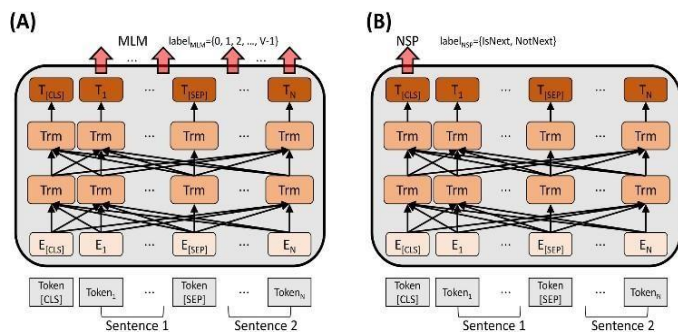 (A)
MLM label_MLM={0, 1, 2, ..., V-1}
... ...
T[CLS] T1 ... T[SEP] ... TN
Trm Trm ... Trm ... Trm
Trm Trm ... Trm ... Trm
E[CLS] E1 ... E[SEP] ... EN
Token [CLS] Token1 ... Token [SEP] ... TokenN
Sentence 1 Sentence 2
(B)
NSP label_NSP={IsNext, NotNext}
T[CLS] T1 ... T[SEP] ... TN
Trm Trm ... Trm ... Trm
Trm Trm ... Trm ... Trm
E[CLS] E1 ... E[SEP] ... EN
Token [CLS] Token1 ... Token [SEP] ... TokenN
Sentence 1 Sentence 2